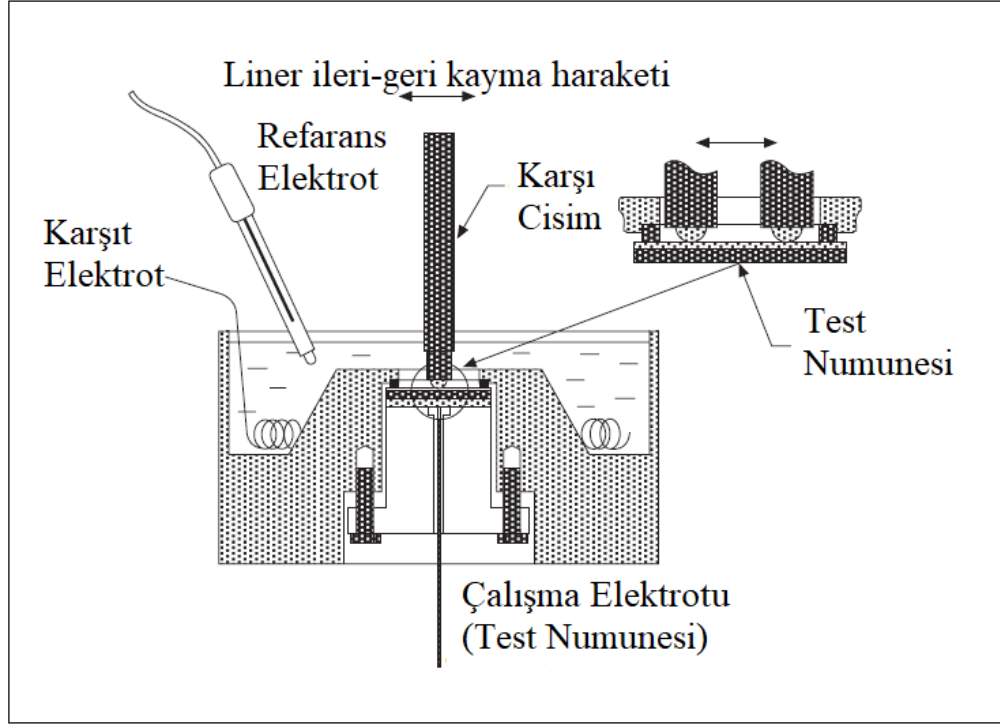 Liner ileri-geri kayma haraketi
Refarans
Elektrot
Karşı
Cisim
Karşıt
Elektrot
Test
Numunesi
Çalışma Elektrotu
(Test Numunesi)